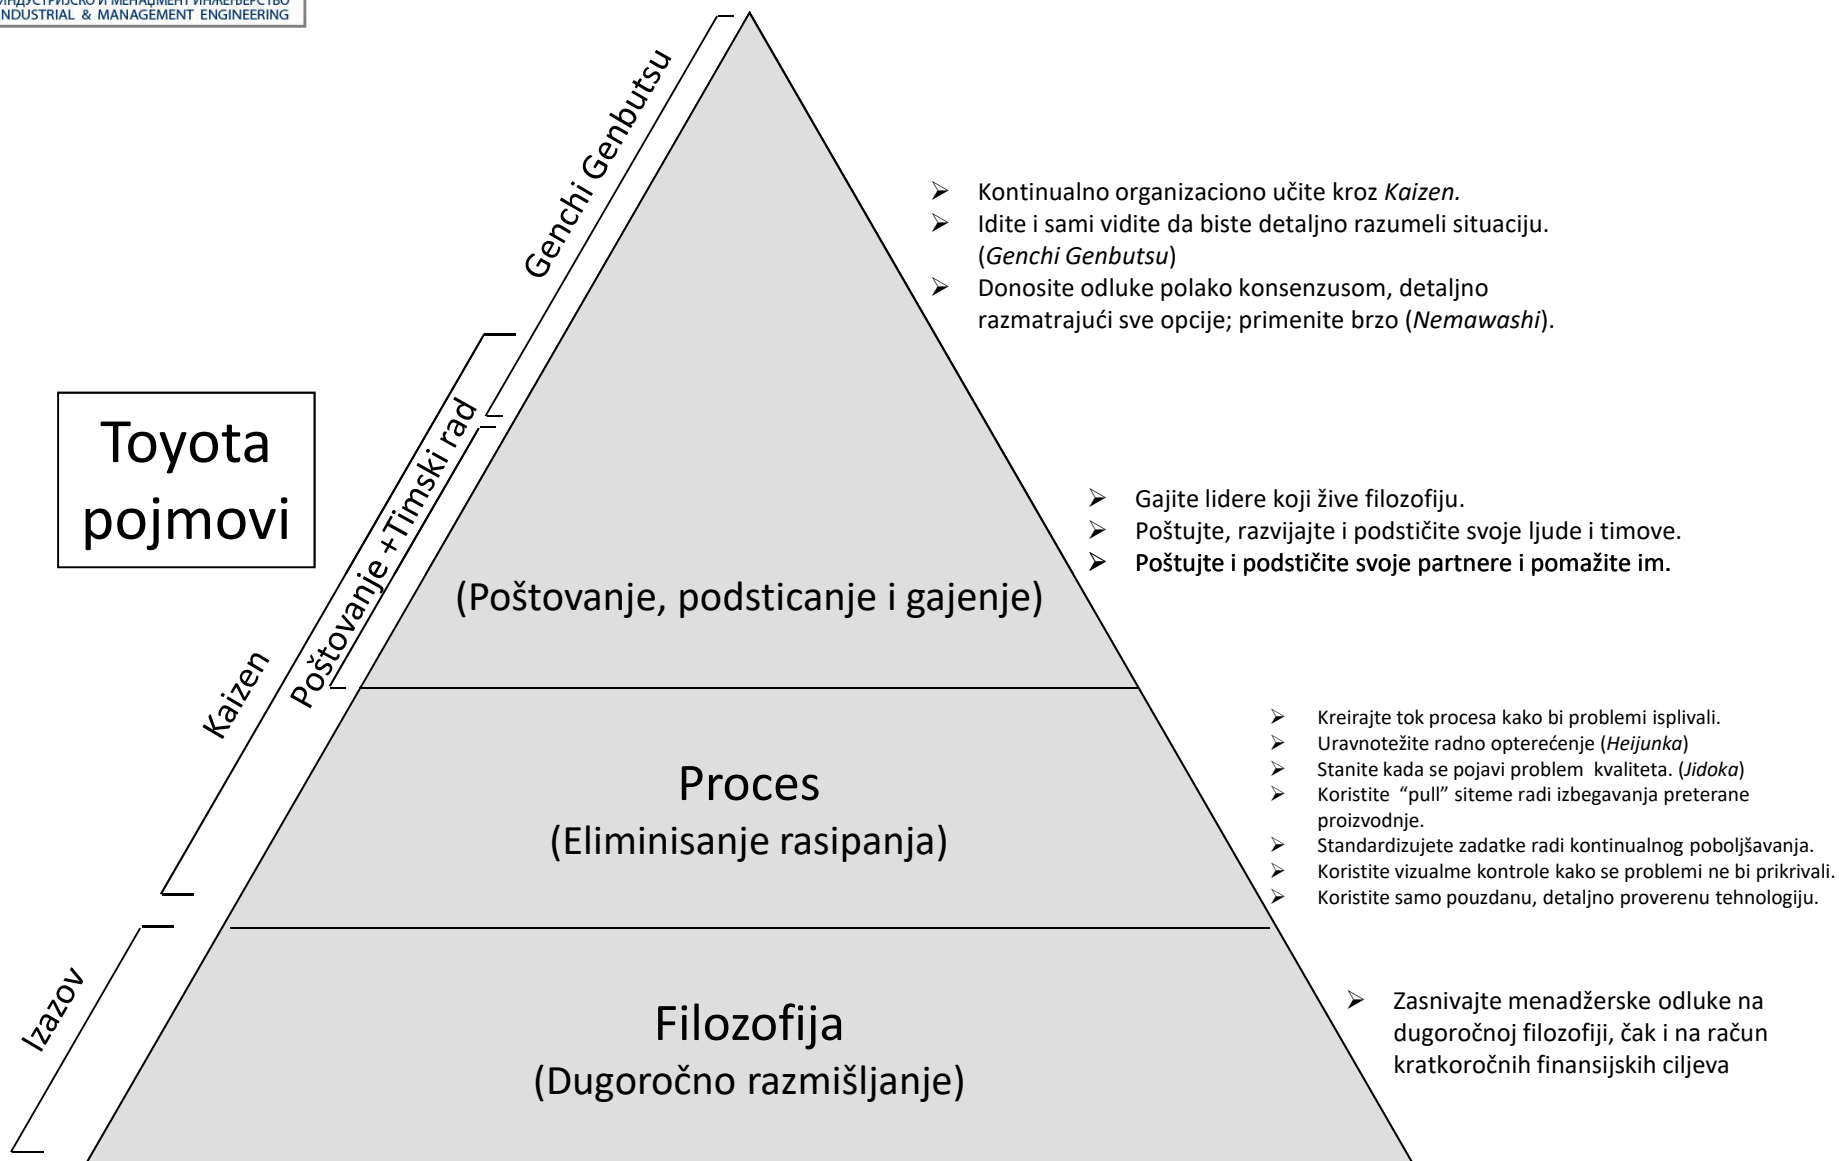 ИНДУСТРИЈСКО И МЕНАЏМЕНТ ИНЖЕЊЕРСТВО
INDUSTRIAL & MANAGEMENT ENGINEERING
Genchi Genbutsu
➢ Kontinualno organizaciono učite kroz Kaizen.
➢ Idite i sami vidite da biste detaljno razumeli situaciju.
(Genchi Genbutsu)
➢ Donosite odluke polako konsenzusom, detaljno
razmatrajući sve opcije; primenite brzo (Nemawashi).
Toyota
pojmovi
Poštovanje +Timski rad
➢ Gajite lidere koji žive filozofiju.
➢ Poštujte, razvijajte i podstičite svoje ljude i timove.
➢ Poštujte i podstičite svoje partnere i pomažite im.
(Poštovanje, podsticanje i gajenje)
Kaizen
Proces
(Eliminisanje rasipanja)
➢ Kreirajte tok procesa kako bi problemi isplivali.
➢ Uravnotežite radno opterećenje (Heijunka)
➢ Stanite kada se pojavi problem kvaliteta. (Jidoka)
➢ Koristite “pull” siteme radi izbegavanja preterane
proizvodnje.
➢ Standardizujete zadatke radi kontinualnog poboljšavanja.
➢ Koristite vizualme kontrole kako se problemi ne bi prikrivali.
➢ Koristite samo pouzdanu, detaljno proverenu tehnologiju.
Izazov
Filozofija
(Dugoročno razmišljanje)
➢ Zasnivajte menadžerske odluke na
dugoročnoj filozofiji, čak i na račun
kratkoročnih finansijskih ciljeva